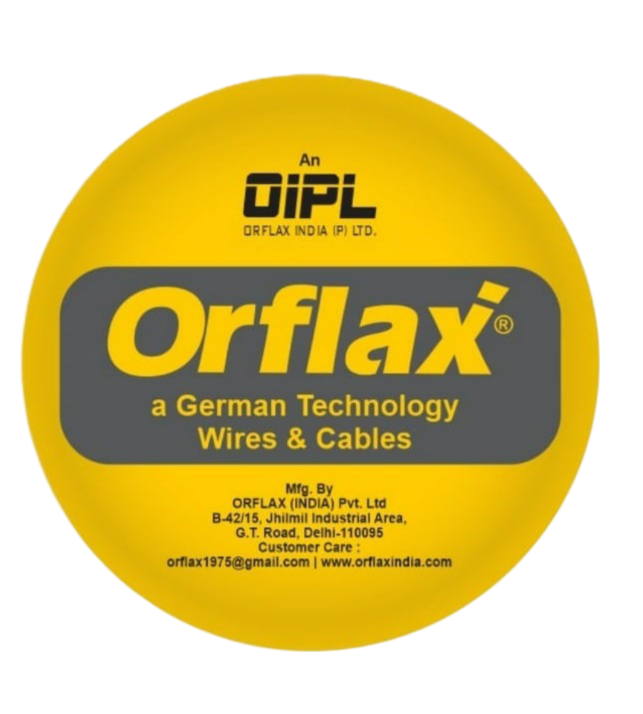 An
OIPL
ORFLAX INDIA (P) LTD.
Orflax®
a German Technology
Wires & Cables
Mfg. By
ORFLAX (INDIA) Pvt. Ltd
B-42/15, Jhilmil Industrial Area,
G.T. Road, Delhi-110095
Customer Care :
orflax1975@gmail.com | www.orflaxindia.com